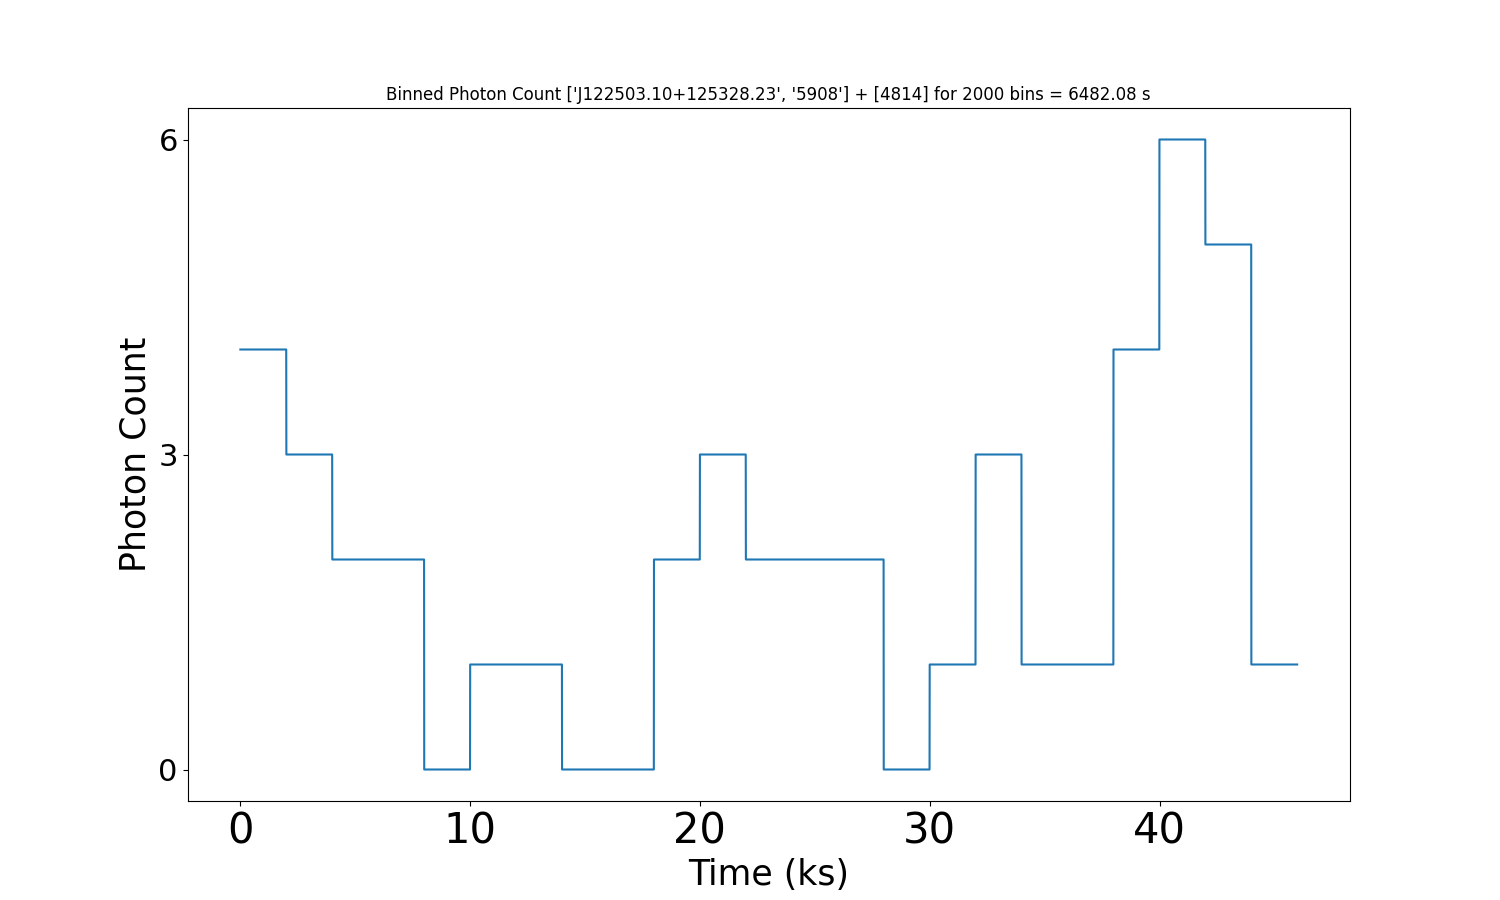 Binned Photon Count ['J122503.10+125328.23', '5908'] + [4814] for 2000 bins = 6482.08 s
6
3
0
Photon Count
0 10 20 30 40
Time (ks)